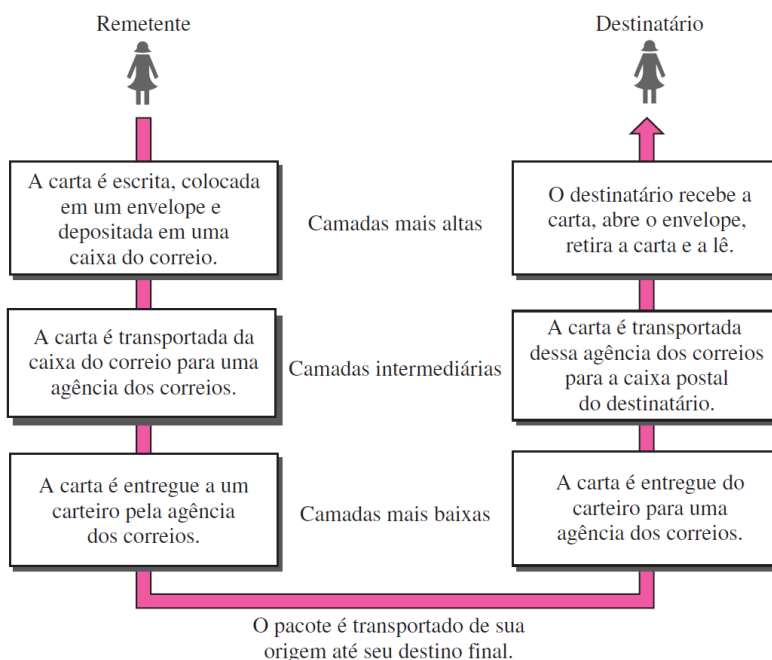 Remetente
Destinatário
A carta é escrita, colocada
em um envelope e
depositada em uma
caixa do correio.
Camadas mais altas
O destinatário recebe a
carta, abre o envelope,
retira a carta e a lê.
A carta é transportada da
caixa do correio para uma
agência dos correios.
Camadas intermediárias
A carta é transportada
dessa agência dos correios
para a caixa postal
do destinatário.
A carta é entregue a um
carteiro pela agência
dos correios.
Camadas mais baixas
A carta é entregue do
carteiro para uma
agência dos correios.
O pacote é transportado de sua
origem até seu destino final.